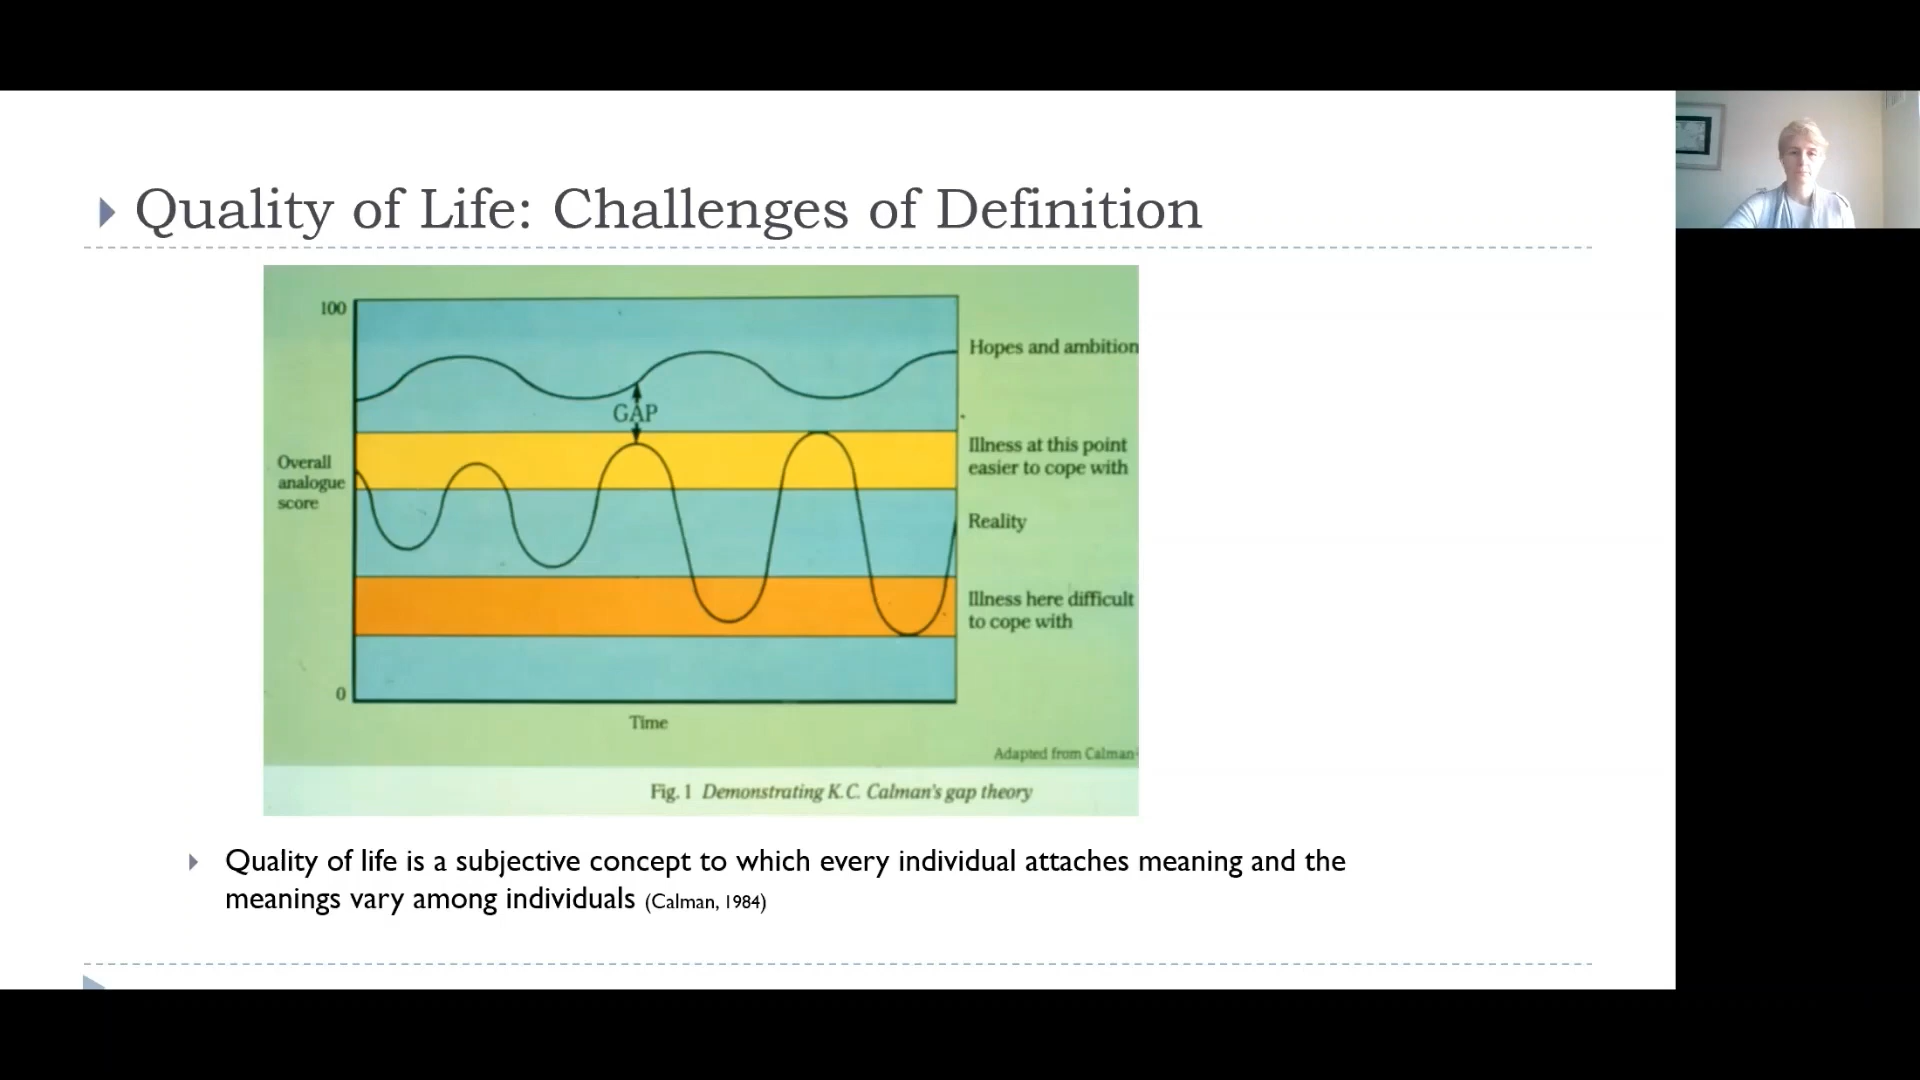 Quality of Life: Challenges of Definition
100
Hopes and ambition
GAP
Illness at this point
easier to cope with
Overall
analogue
score
Reality
Illness here difficult
to cope with
0
Time
Adapted from Calman
Fig. 1 Demonstrating K.C. Calman's gap theory
Quality of life is a subjective concept to which every individual attaches meaning and the
meanings vary among individuals (Calman, 1984)